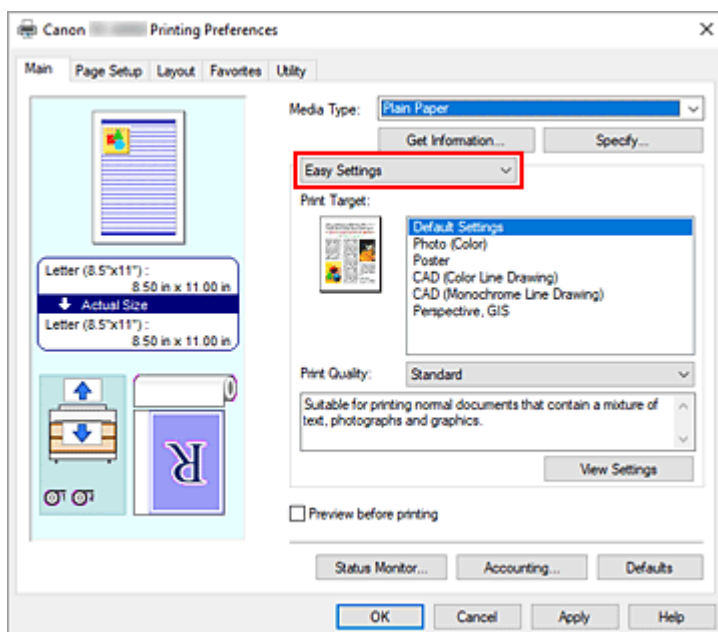 Canon Printing Preferences
Main Page Setup Layout Favorites Utility
Media Type: Plain Paper
Get Information... Specify...
Easy Settings
Print Target:
Default Settings
Photo (Color)
Poster
CAD (Color Line Drawing)
CAD (Monochrome Line Drawing)
Perspective, GIS
Letter (8.5"x11") :
8.50 in x 11.00 in
Actual Size
Letter (8.5"x11") :
8.50 in x 11.00 in
Print Quality: Standard
Suitable for printing normal documents that contain a mixture of
text, photographs and graphics.
View Settings
R
Preview before printing
Status Monitor... Accounting... Defaults
OK Cancel Apply Help